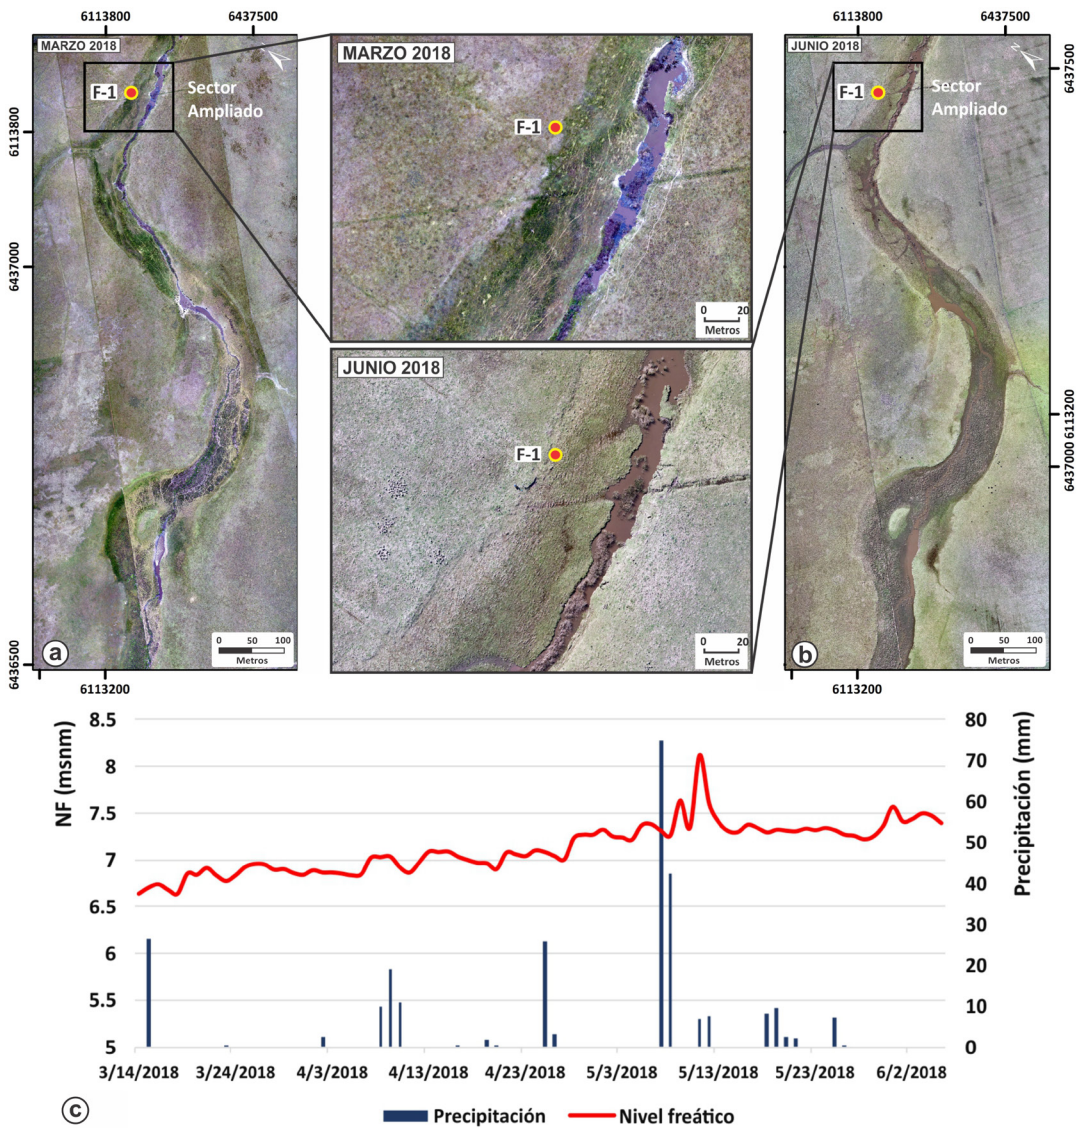 6113800
6437500
6113800
6437500
MARZO 2018
F-1
Sector
Ampliado
MARZO 2018
F-1
0 20
Metros
JUNIO 2018
N
F-1
Sector
Ampliado
6437500
6113800
6437000
6436500
JUNIO 2018
F-1
0 20
Metros
6113200
6437000
0 50 100
Metros
a
0 50 100
Metros
b
6113200
6113200
NF (msnm)
8.5
8
7.5
7
6.5
6
5.5
5
80
70
60
50
40
30
20
10
0
Precipitación (mm)
3/14/2018 3/24/2018 4/3/2018 4/13/2018 4/23/2018 5/3/2018 5/13/2018 5/23/2018 6/2/2018
c
Precipitación Nivel freático